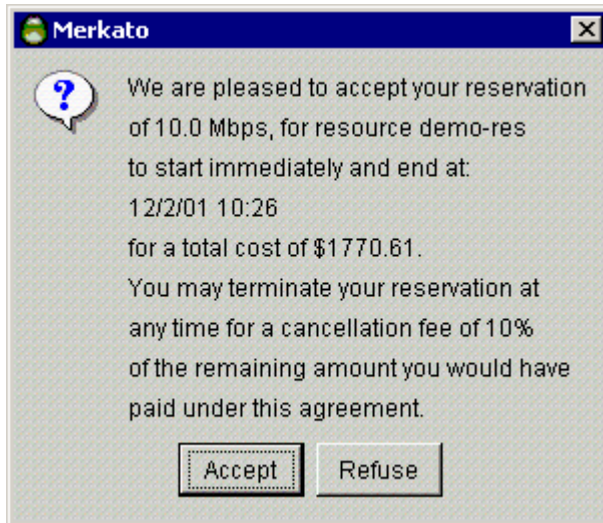 Merkato
We are pleased to accept your reservation
of 10.0 Mbps, for resource demo-res
to start immediately and end at:
12/2/01 10:26
for a total cost of $1770.61.
You may terminate your reservation at
any time for a cancellation fee of 10%
of the remaining amount you would have
paid under this agreement.
Accept Refuse